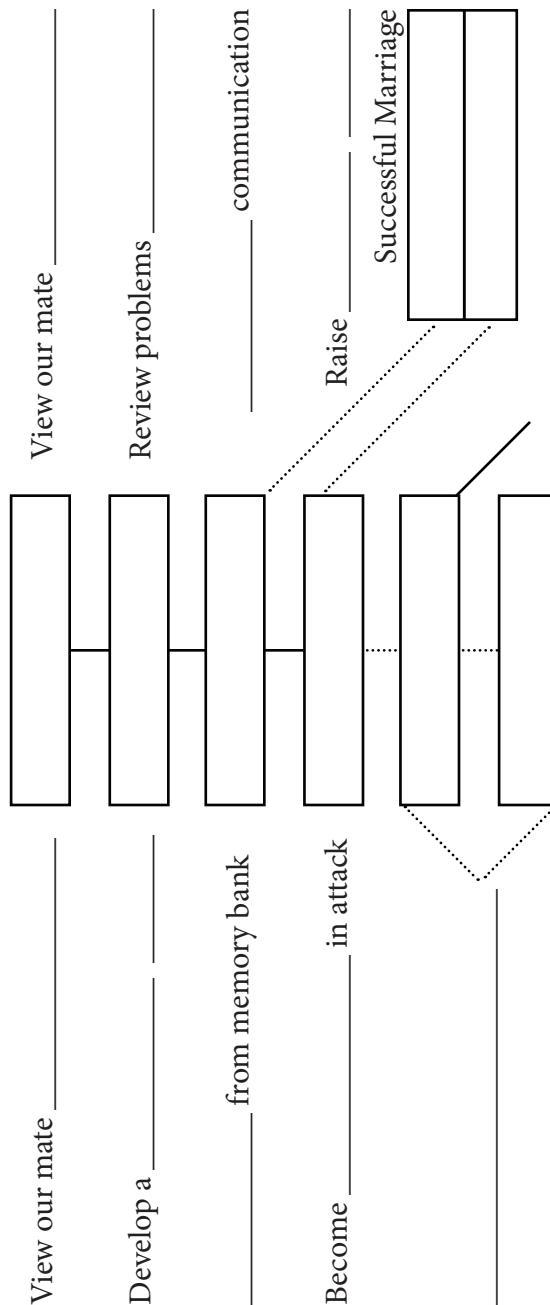 View our mate
View our mate
Develop a
Review problems
from memory bank
communication
Become in attack
Raise
Successful Marriage